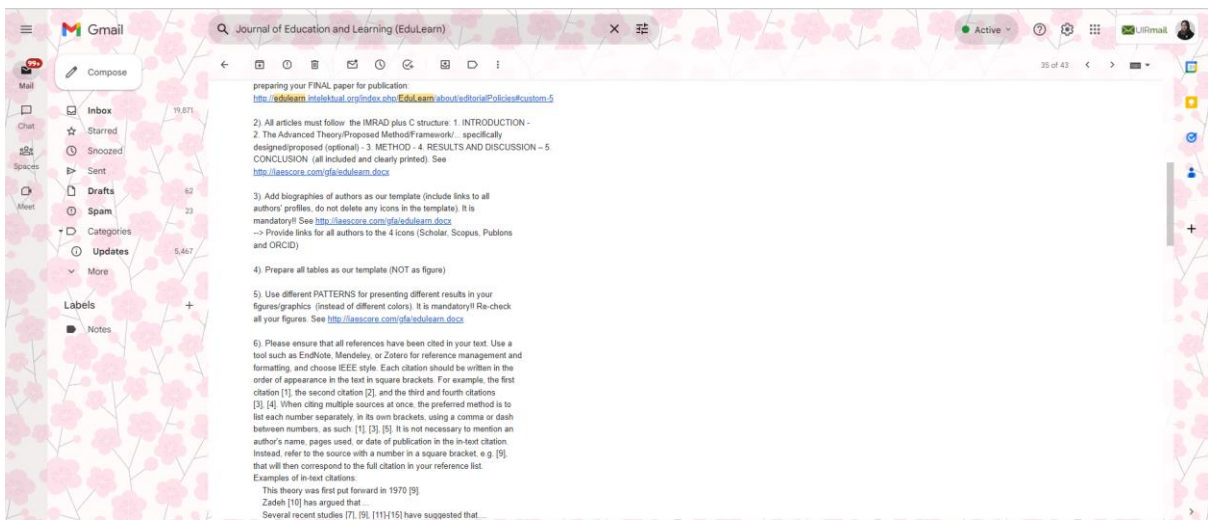 Gmail
Journal of Education and Learning (EduLearn)
Active
UIRmail
99+
Mail
Compose
35 of 43
Chat
Spaces
Meet
Inbox 19,871
Starred
Snoozed
Sent
Drafts 62
Spam 23
Categories
Updates 5,467
More
Labels
Notes
preparing your FINAL paper for publication:
http://edulearn.intelektual.org/index.php/EduLearn/about/editorialPolicies#custom-5
2). All articles must follow the IMRAD plus C structure: 1. INTRODUCTION -
2. The Advanced Theory/Proposed Method/Framework/... specifically
designed/proposed (optional) - 3. METHOD - 4. RESULTS AND DISCUSSION – 5.
CONCLUSION (all included and clearly printed). See
http://iaescore.com/gfa/edulearn.docx
3). Add biographies of authors as our template (include links to all
authors' profiles, do not delete any icons in the template). It is
mandatory!! See http://iaescore.com/gfa/edulearn.docx
--> Provide links for all authors to the 4 icons (Scholar, Scopus, Publons
and ORCID)
4). Prepare all tables as our template (NOT as figure)
5). Use different PATTERNS for presenting different results in your
figures/graphics (instead of different colors). It is mandatory!! Re-check
all your figures. See http://iaescore.com/gfa/edulearn.docx
6). Please ensure that all references have been cited in your text. Use a
tool such as EndNote, Mendeley, or Zotero for reference management and
formatting, and choose IEEE style. Each citation should be written in the
order of appearance in the text in square brackets. For example, the first
citation [1], the second citation [2], and the third and fourth citations
[3], [4]. When citing multiple sources at once, the preferred method is to
list each number separately, in its own brackets, using a comma or dash
between numbers, as such: [1], [3], [5]. It is not necessary to mention an
author's name, pages used, or date of publication in the in-text citation.
Instead, refer to the source with a number in a square bracket, e.g. [9],
that will then correspond to the full citation in your reference list.
Examples of in-text citations:
This theory was first put forward in 1970 [9].
Zadeh [10] has argued that ...
Several recent studies [7], [9], [11]-[15] have suggested that....